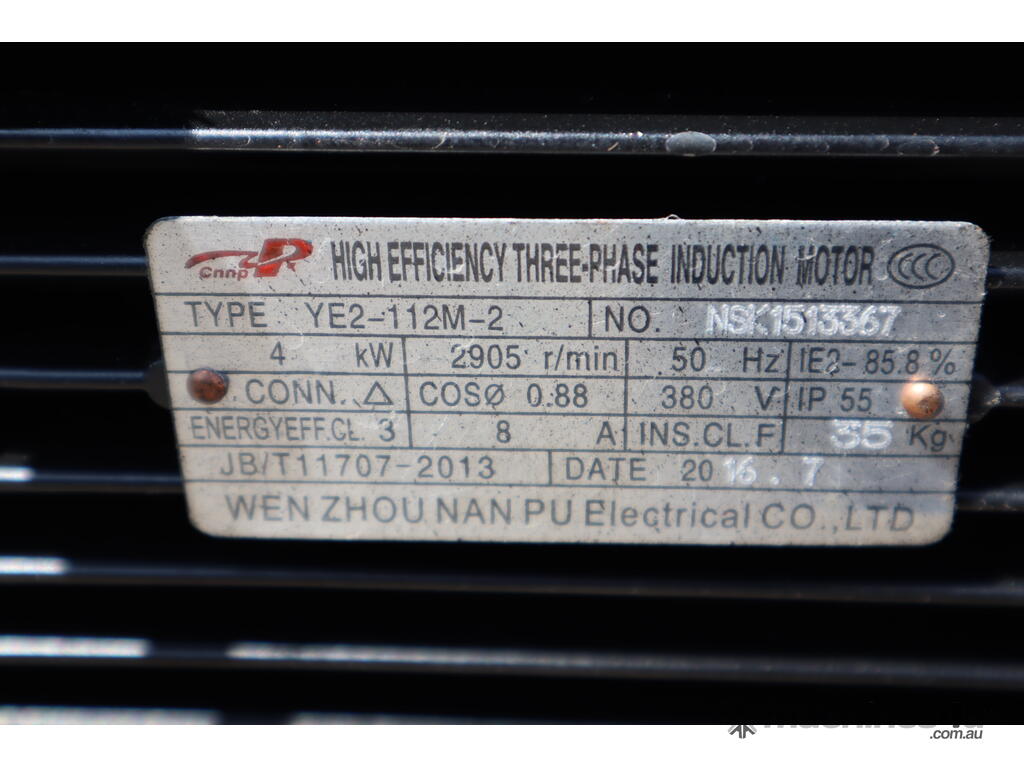 Cnnp HIGH EFFICIENCY THREE-PHASE INDUCTION MOTOR CCC
TYPE YE2-112M-2 NO. NSK1513367
4 kW 2905 r/min 50 Hz IE2-85.8%
CONN. △ COSØ 0.88 380 V IP 55
ENERGYEFF.CL 3 8 A INS.CL.F 35 Kg
JB/T11707-2013 DATE 2016.7
WEN ZHOU NAN PU Electrical CO.,LTD
.com.au